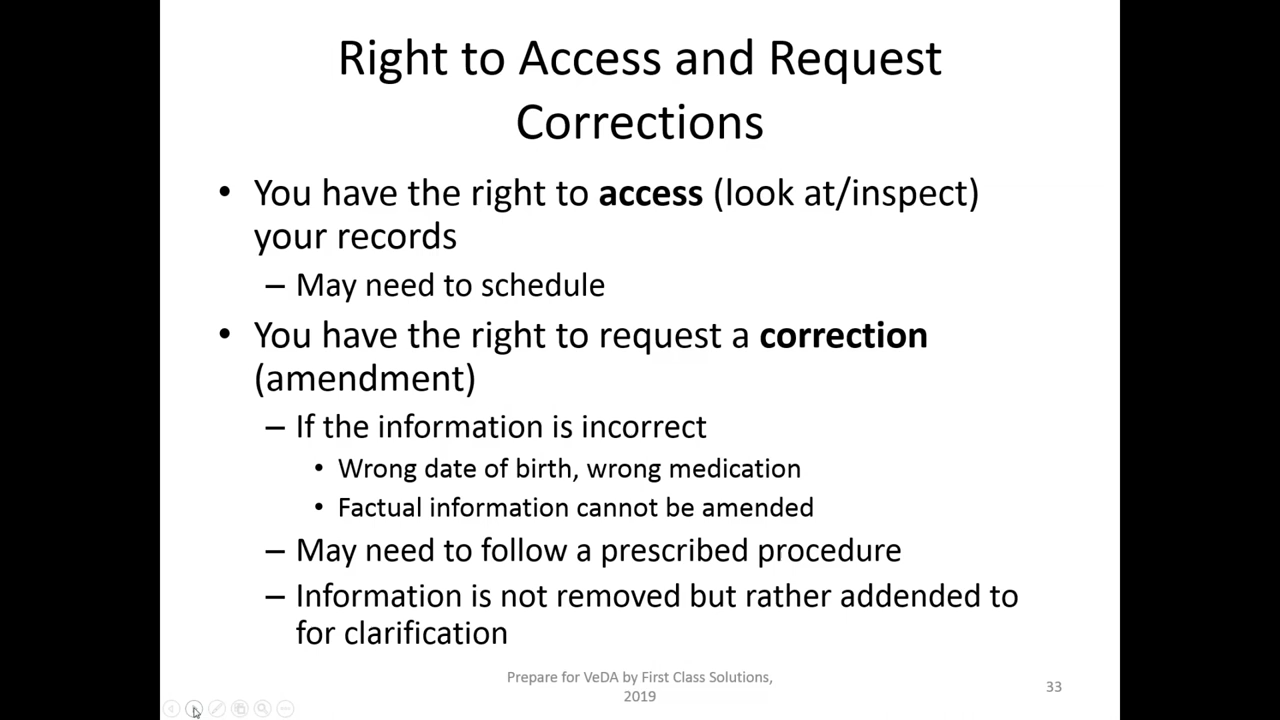 Right to Access and Request
Corrections
• You have the right to access (look at/inspect)
your records
– May need to schedule
• You have the right to request a correction
(amendment)
– If the information is incorrect
• Wrong date of birth, wrong medication
• Factual information cannot be amended
– May need to follow a prescribed procedure
– Information is not removed but rather addended to
for clarification
Prepare for VeDA by First Class Solutions,
2019
33